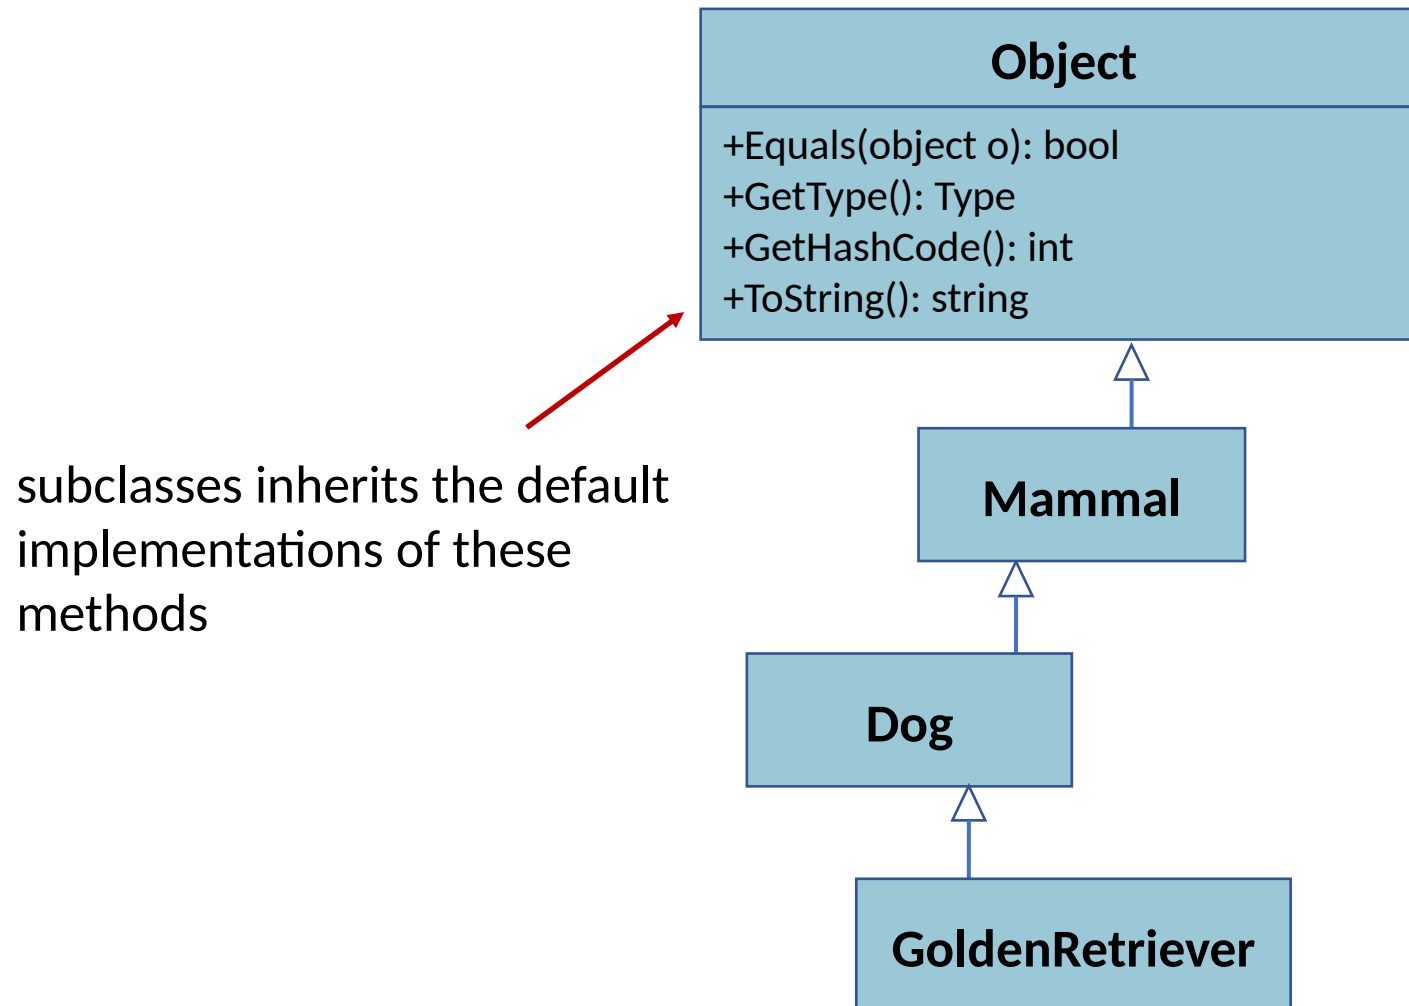 Object
+Equals(object o): bool
+GetType(): Type
+GetHashCode(): int
+ToString(): string
subclasses inherits the default
implementations of these
methods
Mammal
Dog
GoldenRetriever